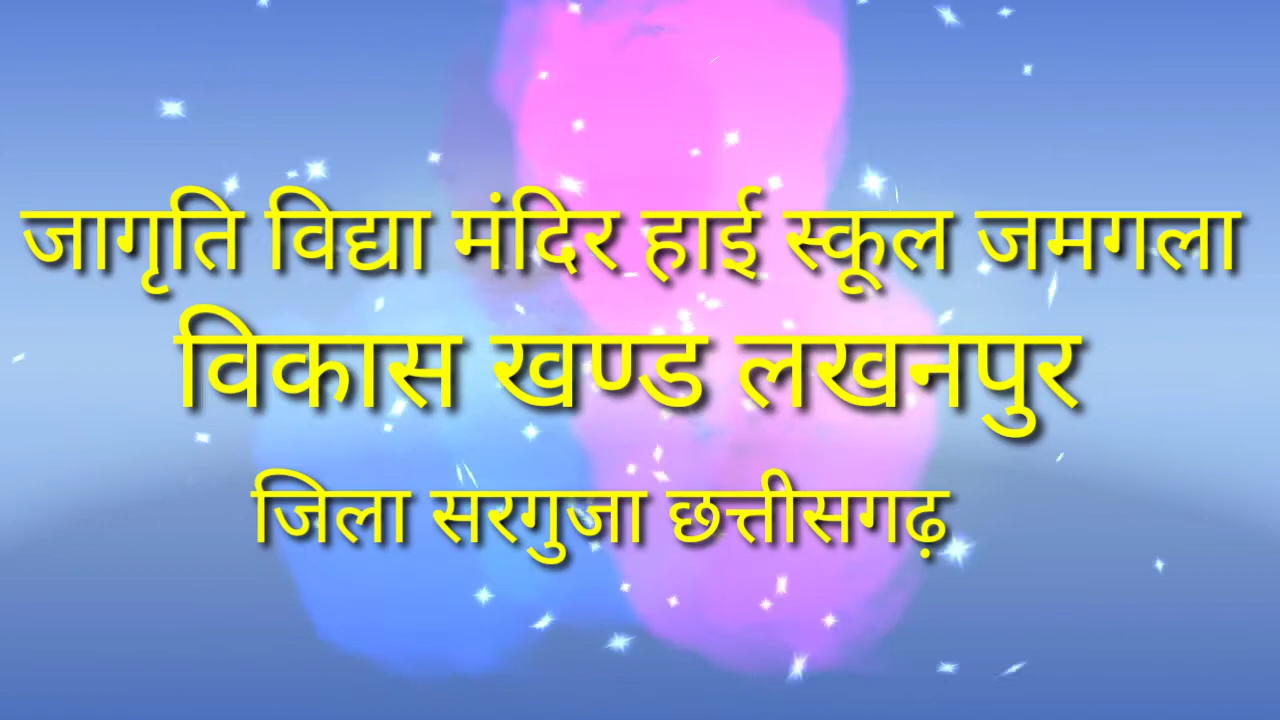 जागृति विद्या मंदिर हाई स्कूल जमगला
विकास खण्ड लखनपुर
जिला सरगुजा छत्तीसगढ़